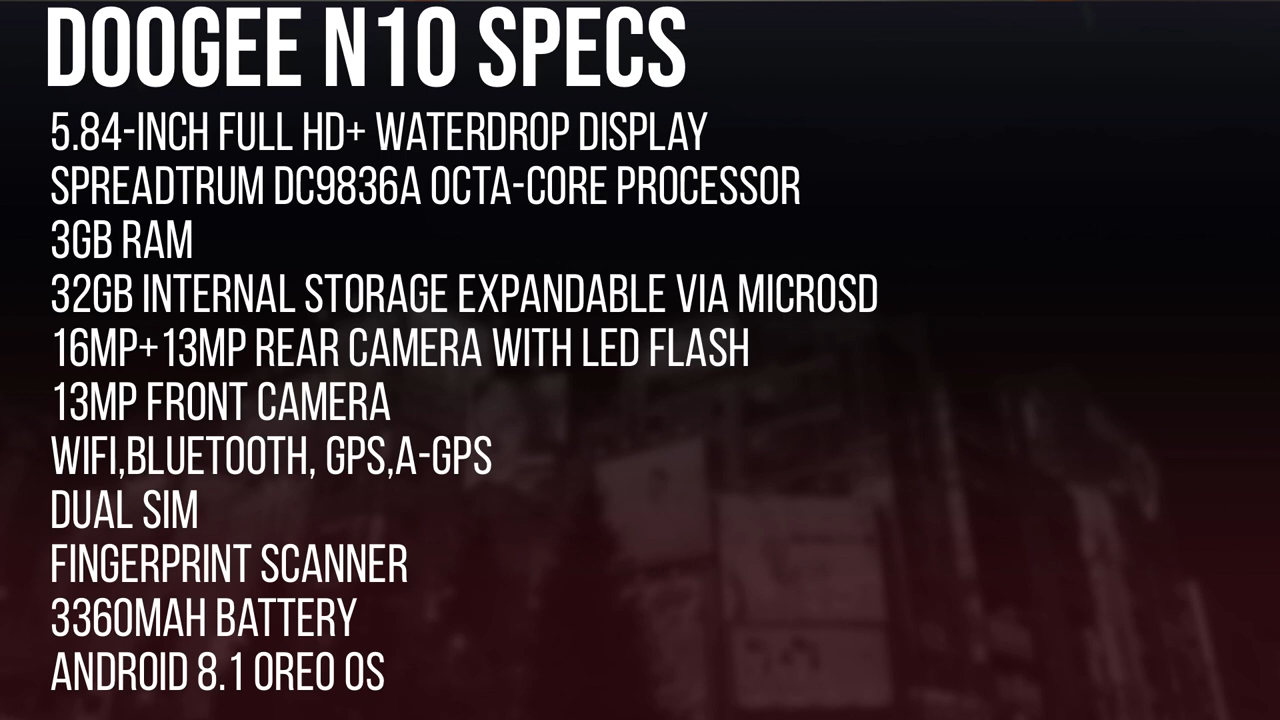 DOOGEE N10 SPECS
5.84-INCH FULL HD+ WATERDROP DISPLAY
SPREADTRUM DC9836A OCTA-CORE PROCESSOR
3GB RAM
32GB INTERNAL STORAGE EXPANDABLE VIA MICROSD
16MP+13MP REAR CAMERA WITH LED FLASH
13MP FRONT CAMERA
WIFI,BLUETOOTH, GPS,A-GPS
DUAL SIM
FINGERPRINT SCANNER
3360MAH BATTERY
ANDROID 8.1 OREO OS